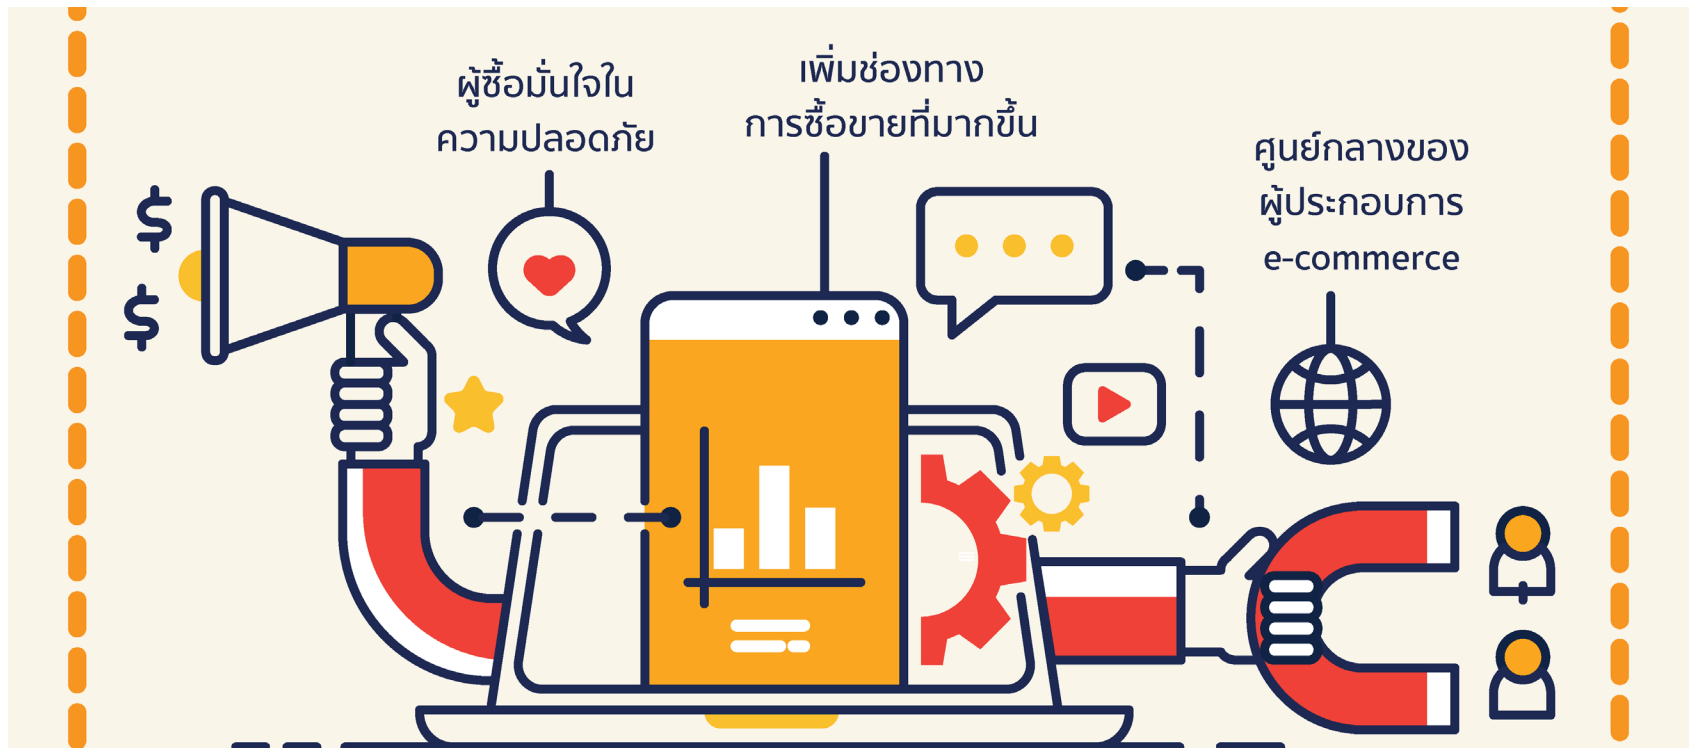 ผู้ซื้อมั่นใจใน
ความปลอดภัย
เพิ่มช่องทาง
การซื้อขายที่มากขึ้น
ศูนย์กลางของ
ผู้ประกอบการ
e-commerce
$
$